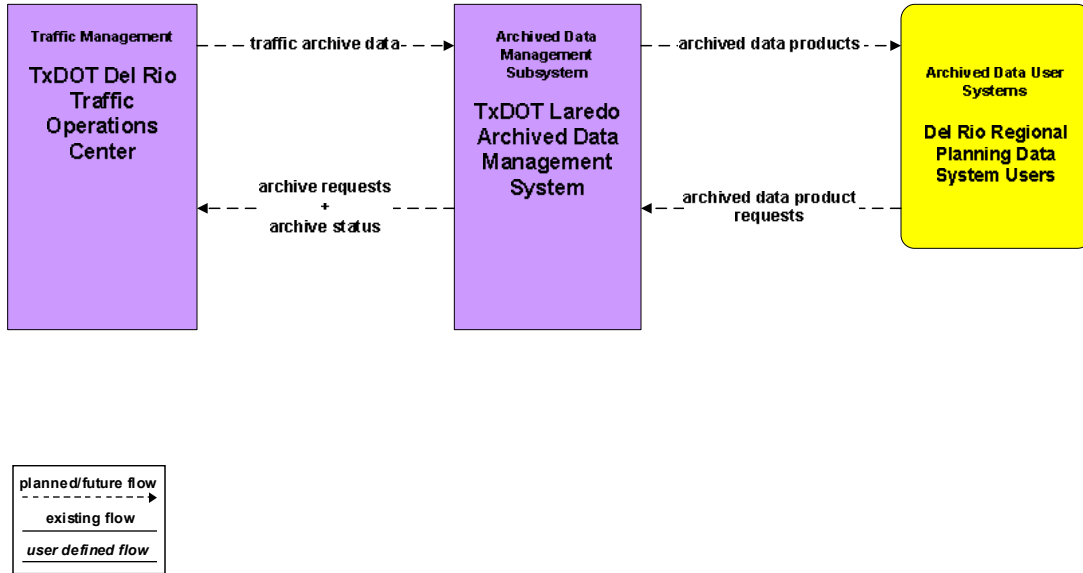 Traffic Management
TxDOT Del Rio
Traffic
Operations
Center
traffic archive data
archive requests
+
archive status
Archived Data
Management
Subsystem
TxDOT Laredo
Archived Data
Management
System
archived data products
archived data product
requests
Archived Data User
Systems
Del Rio Regional
Planning Data
System Users
planned/future flow
existing flow
user defined flow